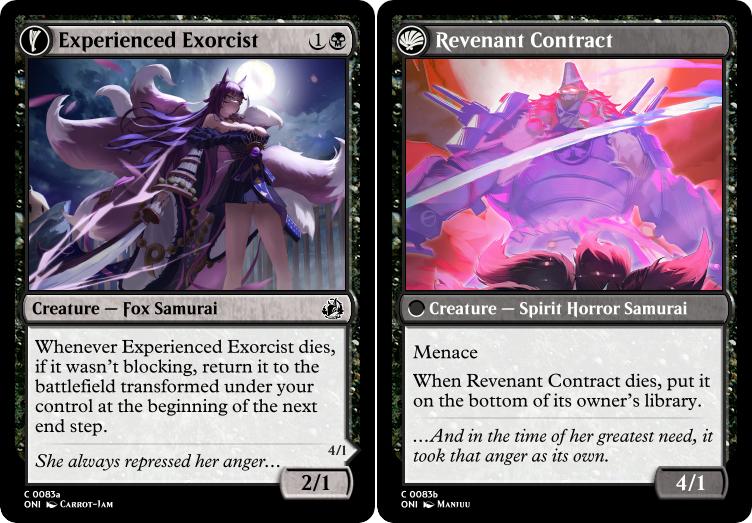 Experienced Exorcist
1
Creature — Fox Samurai
Whenever Experienced Exorcist dies,
if it wasn't blocking, return it to the
battlefield transformed under your
control at the beginning of the next
end step.
4/1
She always repressed her anger…
2/1
C 0083a
ONI Carrot-Jam
Revenant Contract
Creature — Spirit Horror Samurai
Menace
When Revenant Contract dies, put it
on the bottom of its owner's library.
…And in the time of her greatest need, it
took that anger as its own.
4/1
C 0083b
ONI Manjuu